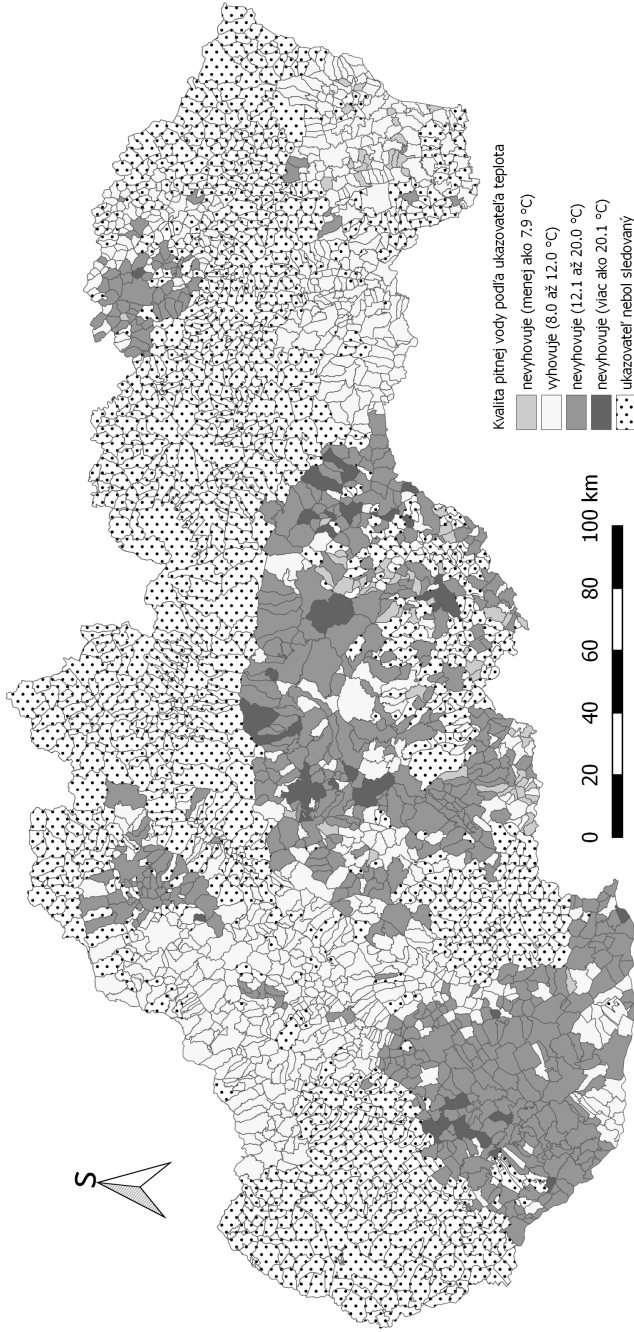 S
Kvalita pitnej vody podľa ukazovateľa teplota
nevyhovuje (menej ako 7.9 °C)
vyhovuje (8.0 až 12.0 °C)
nevyhovuje (12.1 až 20.0 °C)
nevyhovuje (viac ako 20.1 °C)
ukazovateľ nebol sledovaný
0 20 40 60 80 100 km